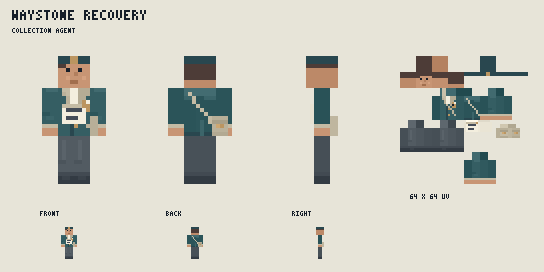 WAYSTONE RECOVERY
COLLECTION AGENT
64 X 64 UV
FRONT
BACK
RIGHT